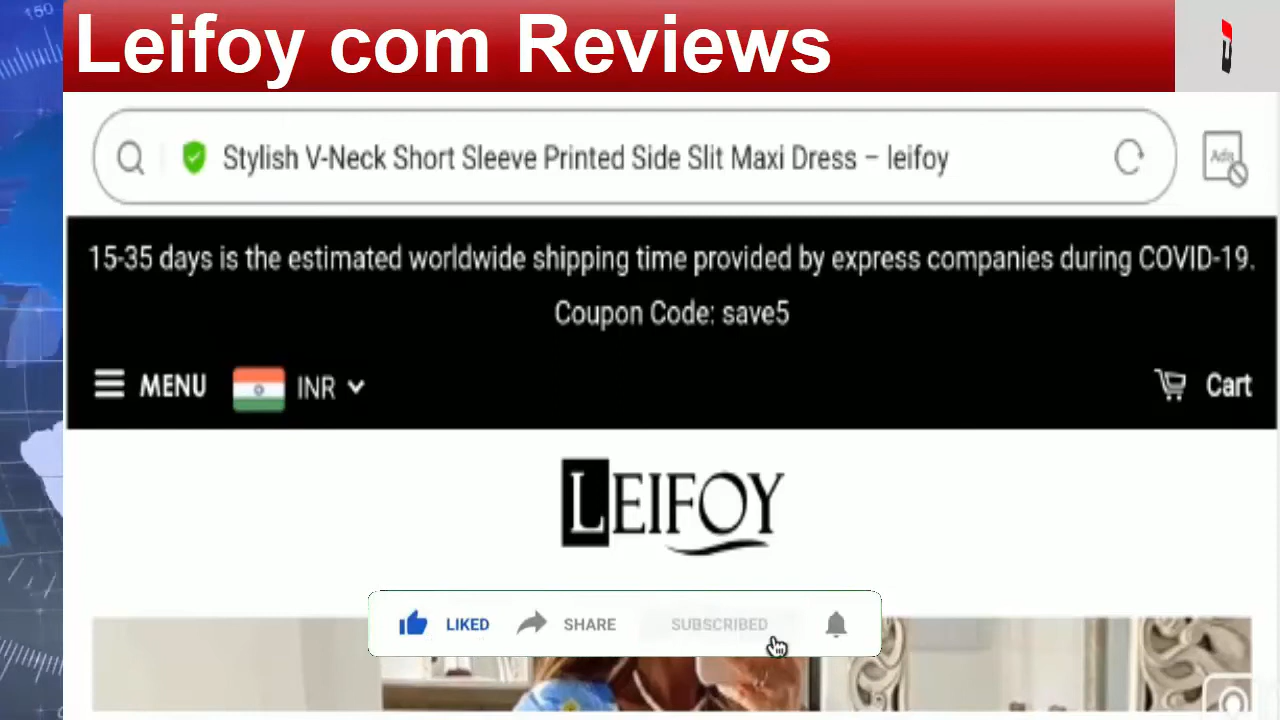 150
Leifoy com Reviews
Stylish V-Neck Short Sleeve Printed Side Slit Maxi Dress – leifoy
Ads
15-35 days is the estimated worldwide shipping time provided by express companies during COVID-19.
Coupon Code: save5
MENU INR Cart
LEIFOY
LIKED SHARE SUBSCRIBED